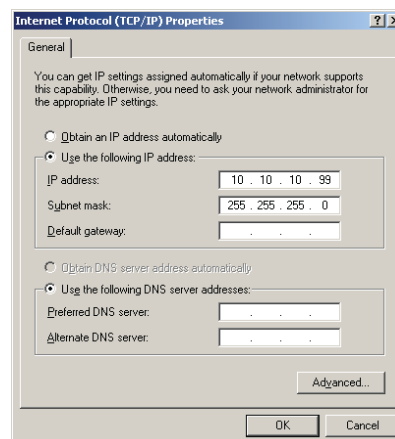 Internet Protocol (TCP/IP) Properties
General
You can get IP settings assigned automatically if your network supports
this capability. Otherwise, you need to ask your network administrator for
the appropriate IP settings.
Obtain an IP address automatically
Use the following IP address:
IP address: 10 . 10 . 10 . 99
Subnet mask: 255 . 255 . 255 . 0
Default gateway: . . .
Obtain DNS server address automatically
Use the following DNS server addresses:
Preferred DNS server: . . .
Alternate DNS server: . . .
Advanced...
OK Cancel